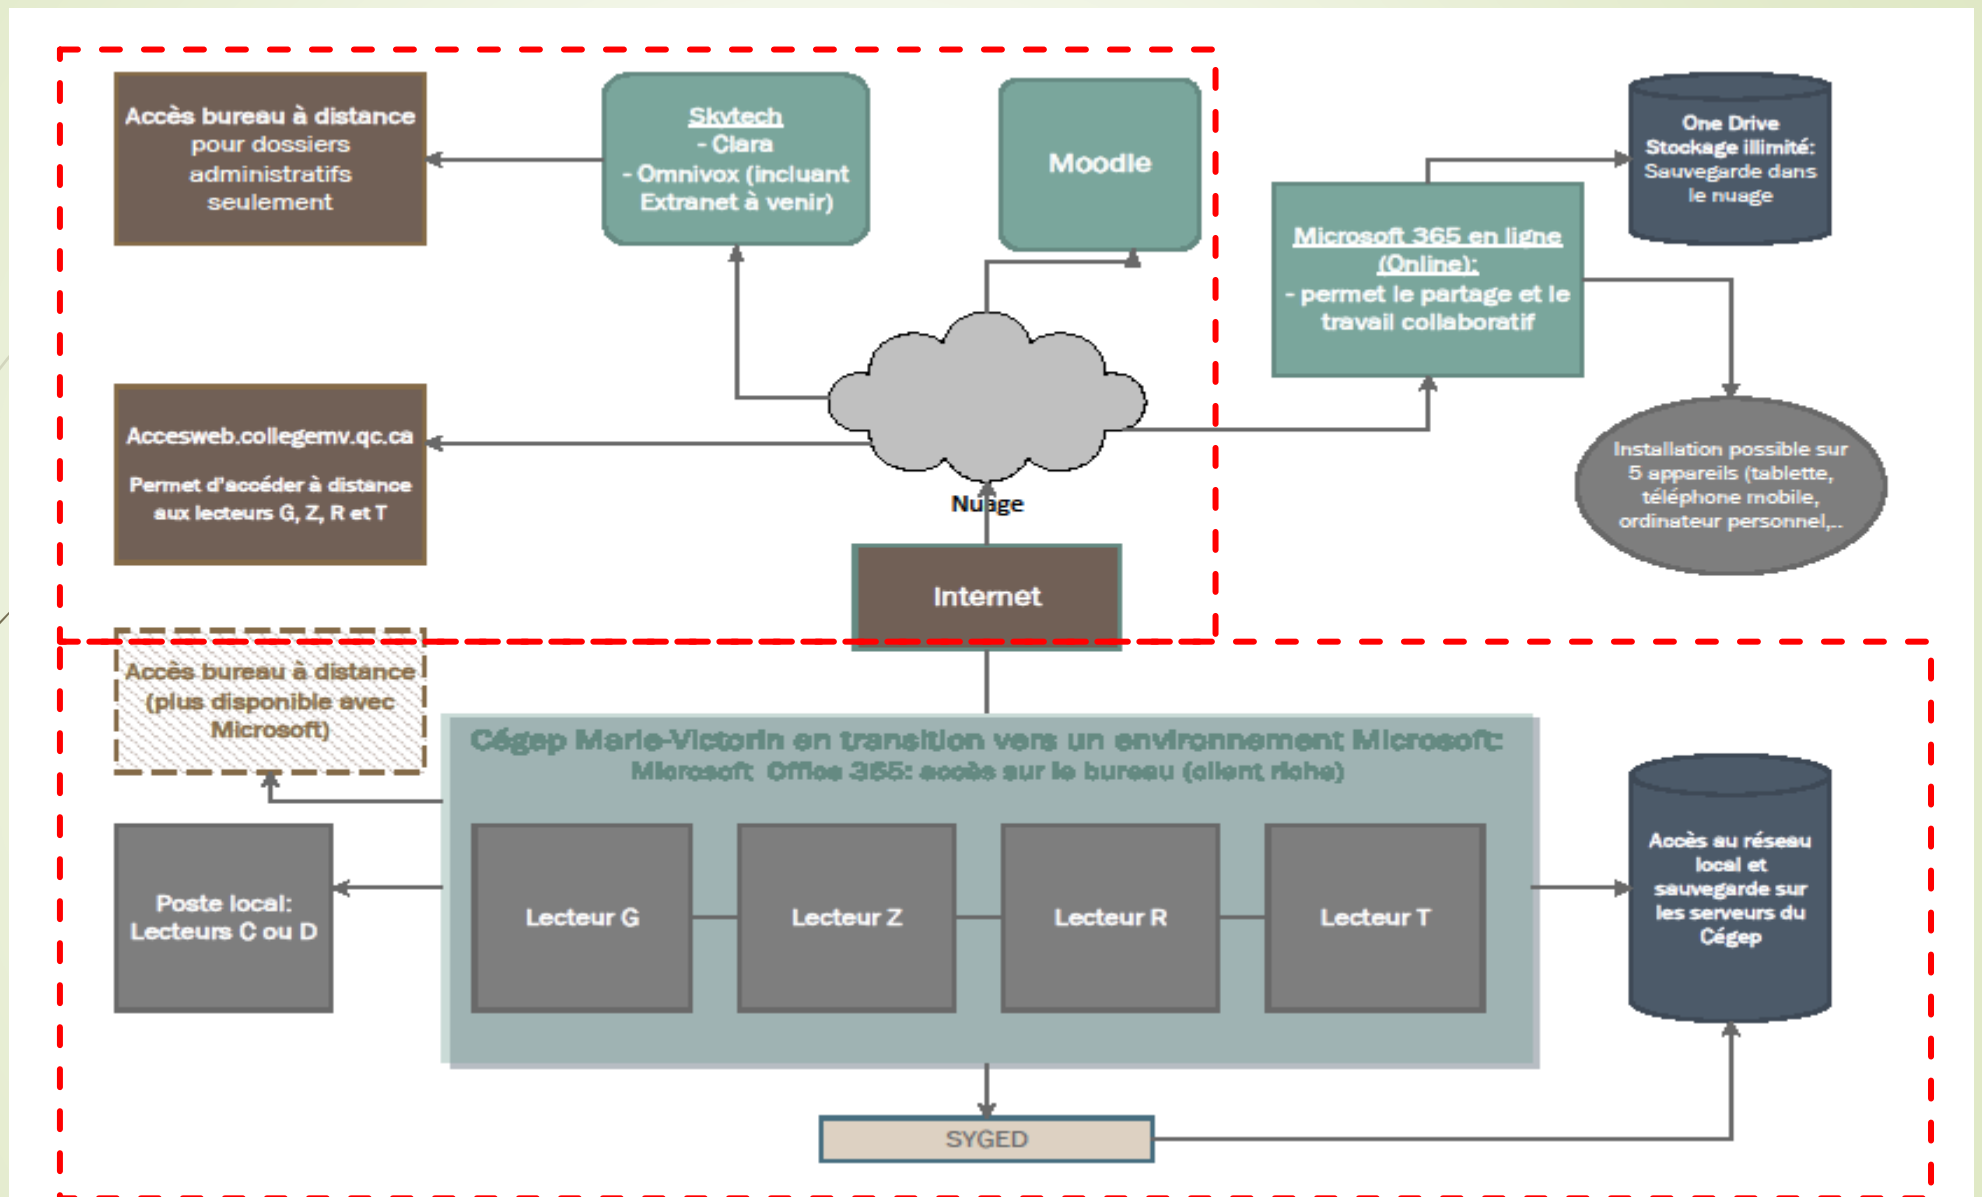 Accès bureau à distance
pour dossiers
administratifs
seulement
Skytech
- Clara
- Omnivox (incluant
Extranet à venir)
Moodle
One Drive
Stockage illimité:
Sauvegarde dans
le nuage
Microsoft 365 en ligne
(Online):
- permet le partage et le
travail collaboratif
Accesweb.collegemv.qc.ca
Permet d'accéder à distance
aux lecteurs G, Z, R et T
Nuage
Installation possible sur
5 appareils (tablette,
téléphone mobile,
ordinateur personnel,..
Internet
Accès bureau à distance
(plus disponible avec
Microsoft)
Cégep Marie-Victorin en transition vers un environnement Microsoft:
Microsoft Office 365: accès sur le bureau (client riche)
Poste local:
Lecteurs C ou D
Lecteur G
Lecteur Z
Lecteur R
Lecteur T
Accès au réseau
local et
sauvegarde sur
les serveurs du
Cégep
SYGED